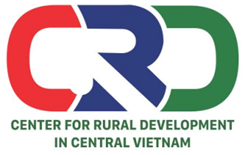 CRD
CENTER FOR RURAL DEVELOPMENT
IN CENTRAL VIETNAM